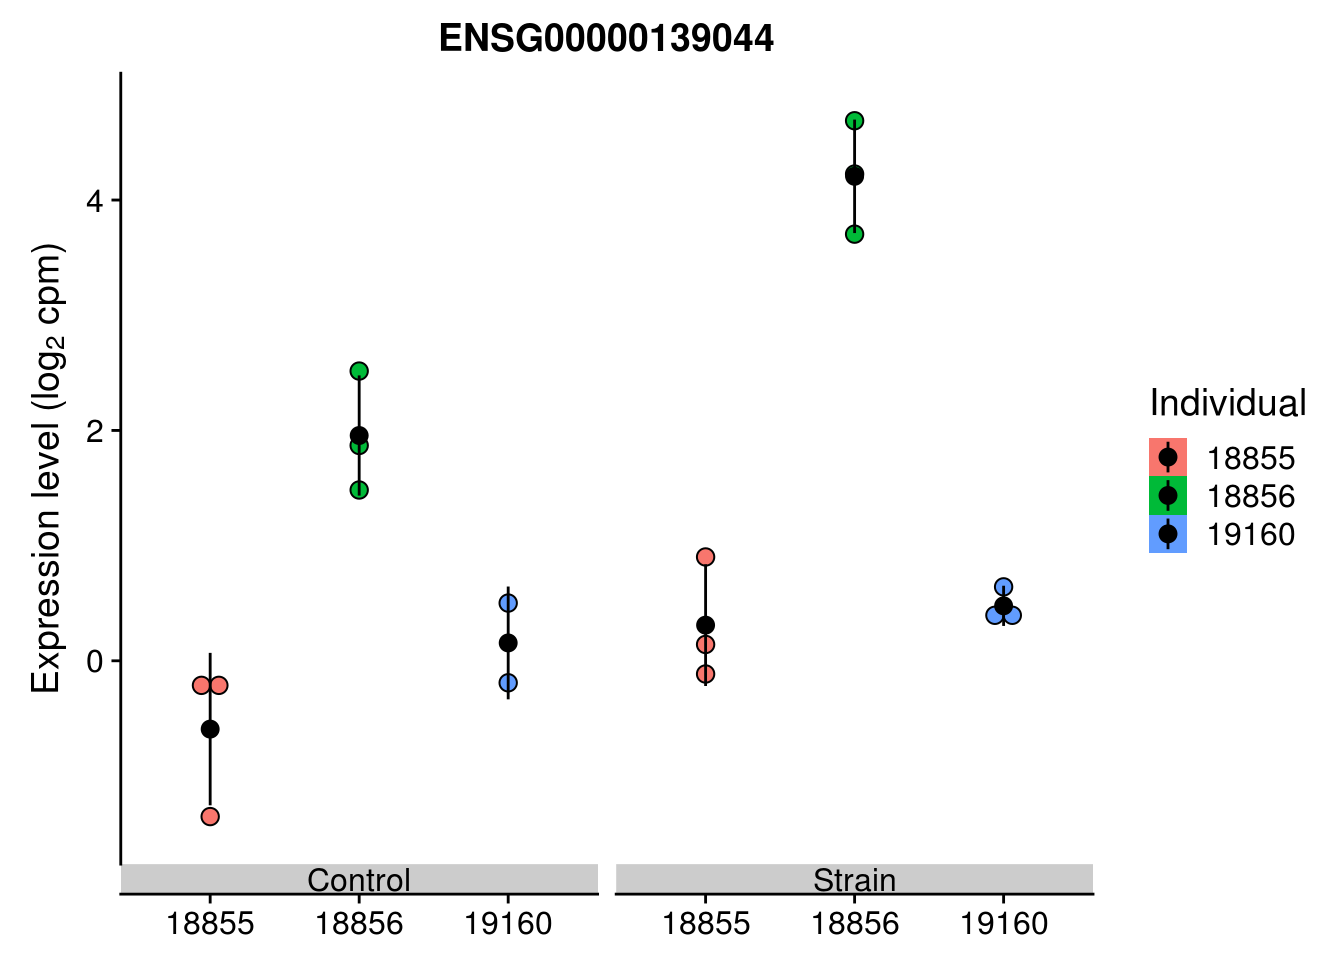 ENSG00000139044
Expression level (log₂ cpm)
4
2
0
Control
Strain
18855
18856
19160
18855
18856
19160
Individual
18855
18856
19160